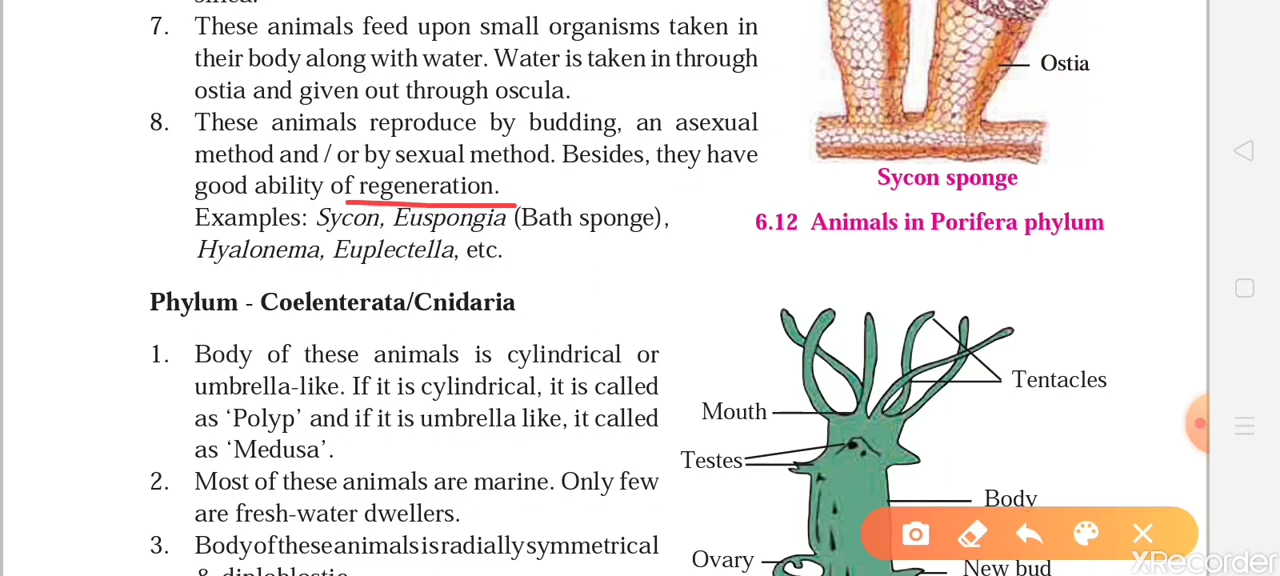 7. These animals feed upon small organisms taken in
their body along with water. Water is taken in through
ostia and given out through oscula.
8. These animals reproduce by budding, an asexual
method and / or by sexual method. Besides, they have
good ability of regeneration.
Examples: Sycon, Euspongia (Bath sponge),
Hyalonema, Euplectella, etc.
Ostia
Sycon sponge
6.12 Animals in Porifera phylum
Phylum - Coelenterata/Cnidaria
1. Body of these animals is cylindrical or
umbrella-like. If it is cylindrical, it is called
as ‘Polyp’ and if it is umbrella like, it called
as ‘Medusa’.
2. Most of these animals are marine. Only few
are fresh-water dwellers.
3. Body of these animals is radially symmetrical
& diploblastic
Tentacles
Mouth
Testes
Body
Ovary
New bud
XRecorder